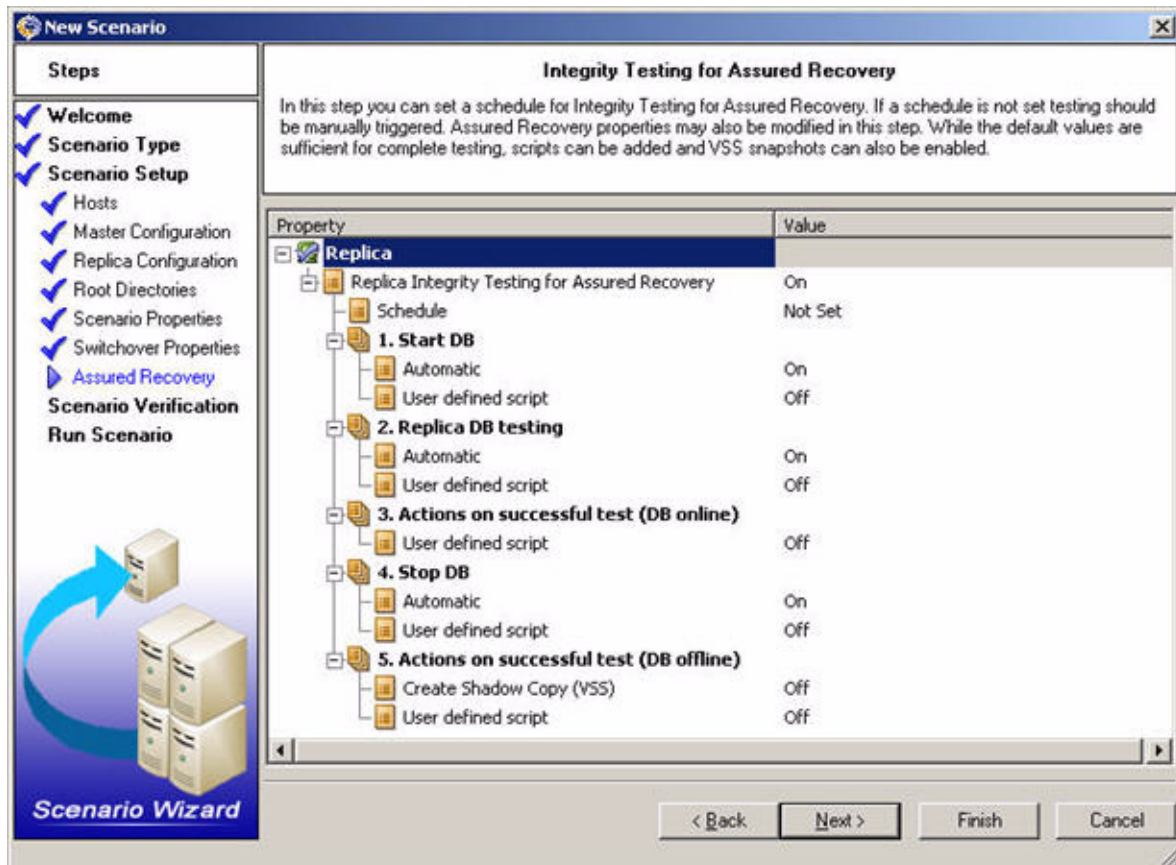 New Scenario
Steps
Welcome
Scenario Type
Scenario Setup
Hosts
Master Configuration
Replica Configuration
Root Directories
Scenario Properties
Switchover Properties
Assured Recovery
Scenario Verification
Run Scenario
Scenario Wizard
Integrity Testing for Assured Recovery
In this step you can set a schedule for Integrity Testing for Assured Recovery. If a schedule is not set testing should
be manually triggered. Assured Recovery properties may also be modified in this step. While the default values are
sufficient for complete testing, scripts can be added and VSS snapshots can also be enabled.
Property Value
Replica
Replica Integrity Testing for Assured Recovery On
Schedule Not Set
1. Start DB
Automatic On
User defined script Off
2. Replica DB testing
Automatic On
User defined script Off
3. Actions on successful test (DB online)
User defined script Off
4. Stop DB
Automatic On
User defined script Off
5. Actions on successful test (DB offline)
Create Shadow Copy (VSS) Off
User defined script Off
< Back Next > Finish Cancel